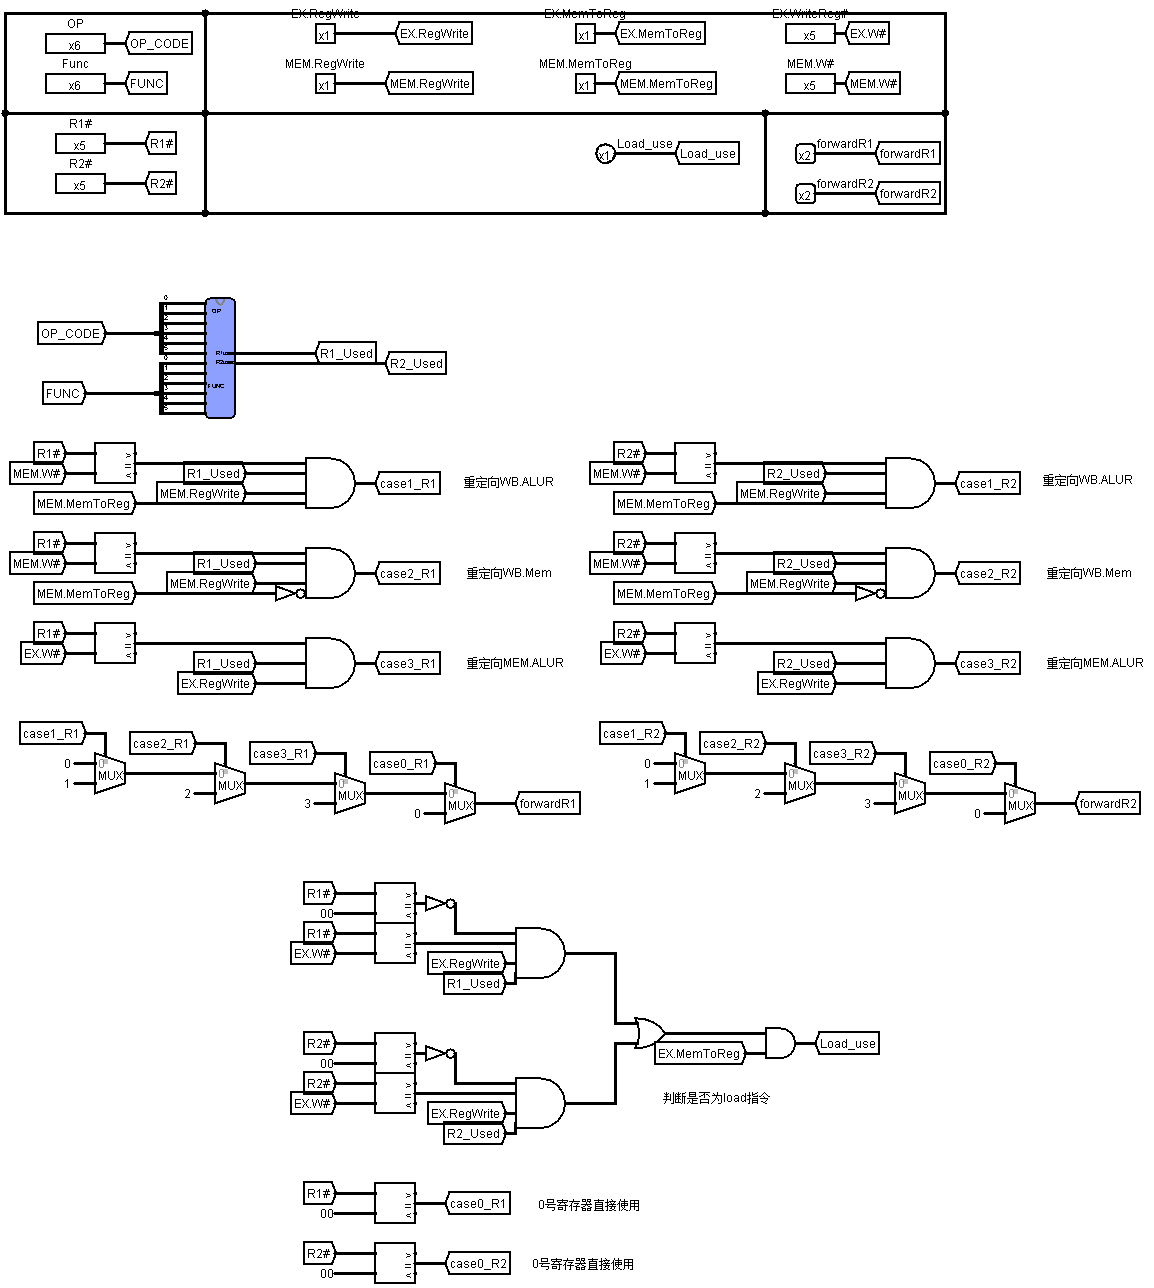 OP
x6 OP_CODE
Func
x6 FUNC
EX.RegWrite
x1 EX.RegWrite
EX.MemToReg
x1 EX.MemToReg
EX.WriteReg#
x5 EX.W#
MEM.RegWrite
x1 MEM.RegWrite
MEM.MemToReg
x1 MEM.MemToReg
MEM.W#
x5 MEM.W#
R1#
x5 R1#
R2#
x5 R2#
x1 Load_use Load_use
x2 forwardR1 forwardR1
x2 forwardR2 forwardR2
OP_CODE
OP
R1_Used
R2_Used
FUNC
FUNC
R1#
MEM.W#
R1_Used
MEM.RegWrite
MEM.MemToReg
case1_R1
重定向WB.ALUR
R2#
MEM.W#
R2_Used
MEM.RegWrite
MEM.MemToReg
case1_R2
重定向WB.ALUR
R1#
MEM.W#
R1_Used
MEM.RegWrite
MEM.MemToReg
case2_R1
重定向WB.Mem
R2#
MEM.W#
R2_Used
MEM.RegWrite
MEM.MemToReg
case2_R2
重定向WB.Mem
R1#
EX.W#
R1_Used
EX.RegWrite
case3_R1
重定向MEM.ALUR
R2#
EX.W#
R2_Used
EX.RegWrite
case3_R2
重定向MEM.ALUR
case1_R1
0
1
MUX
case2_R1
2
MUX
case3_R1
3
MUX
case0_R1
0
MUX
forwardR1
case1_R2
0
1
MUX
case2_R2
2
MUX
case3_R2
3
MUX
case0_R2
0
MUX
forwardR2
R1#
00
R1#
EX.W#
EX.RegWrite
R1_Used
R2#
00
R2#
EX.W#
EX.RegWrite
R2_Used
EX.MemToReg
Load_use
判断是否为load指令
R1#
00
case0_R1
0号寄存器直接使用
R2#
00
case0_R2
0号寄存器直接使用